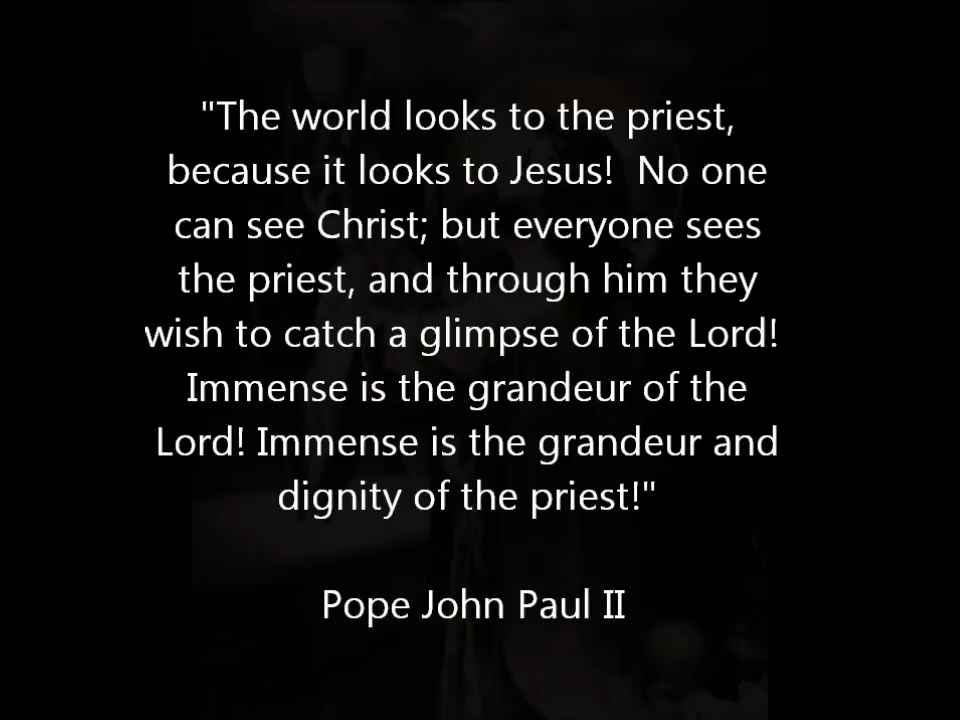 "The world looks to the priest,
because it looks to Jesus!  No one
can see Christ; but everyone sees
the priest, and through him they
wish to catch a glimpse of the Lord!
Immense is the grandeur of the
Lord! Immense is the grandeur and
dignity of the priest!"
Pope John Paul II